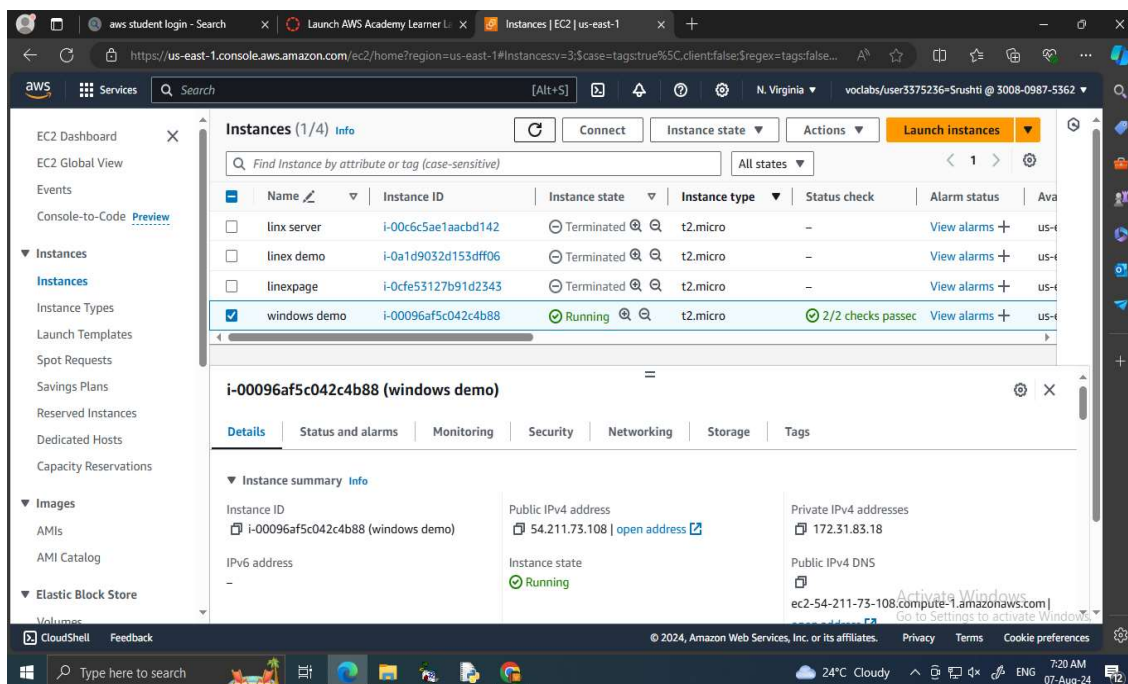 aws student login - Search
Launch AWS Academy Learner L
Instances | EC2 | us-east-1
https://us-east-1.console.aws.amazon.com/ec2/home?region=us-east-1#Instances:v=3;$case=tags:true%5C,client:false;$regex=tags:false...
aws
Services
Search
[Alt+S]
N. Virginia
voclabs/user3375236=Srushti @ 3008-0987-5362
EC2 Dashboard
EC2 Global View
Events
Console-to-Code Preview
Instances
Instances
Instance Types
Launch Templates
Spot Requests
Savings Plans
Reserved Instances
Dedicated Hosts
Capacity Reservations
Images
AMIs
AMI Catalog
Elastic Block Store
Volumes
Instances (1/4) Info
Connect
Instance state
Actions
Launch instances
Find Instance by attribute or tag (case-sensitive)
All states
1
Name Instance ID Instance state Instance type Status check Alarm status Ava
linx server i-00c6c5ae1aacbd142 Terminated t2.micro – View alarms + us-e
linex demo i-0a1d9032d153dff06 Terminated t2.micro – View alarms + us-e
linexpage i-0cfe53127b91d2343 Terminated t2.micro – View alarms + us-e
windows demo i-00096af5c042c4b88 Running t2.micro 2/2 checks passec View alarms + us-e
i-00096af5c042c4b88 (windows demo)
Details Status and alarms Monitoring Security Networking Storage Tags
Instance summary Info
Instance ID
i-00096af5c042c4b88 (windows demo)
Public IPv4 address
54.211.73.108 | open address
Private IPv4 addresses
172.31.83.18
IPv6 address
–
Instance state
Running
Public IPv4 DNS
ec2-54-211-73-108.compute-1.amazonaws.com |
open address
Activate Windows
Go to Settings to activate Windows.
CloudShell Feedback
© 2024, Amazon Web Services, Inc. or its affiliates. Privacy Terms Cookie preferences
Type here to search
24°C Cloudy
ENG
7:20 AM
07-Aug-24
12